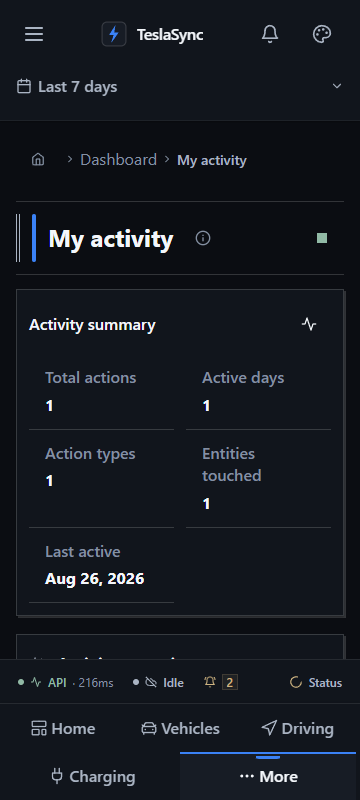 TeslaSync
Last 7 days
Dashboard
My activity
My activity
Activity summary
Total actions
1
Active days
1
Action types
1
Entities
touched
1
Last active
Aug 26, 2026
API · 216ms
Idle
2
Status
Home
Vehicles
Driving
Charging
More